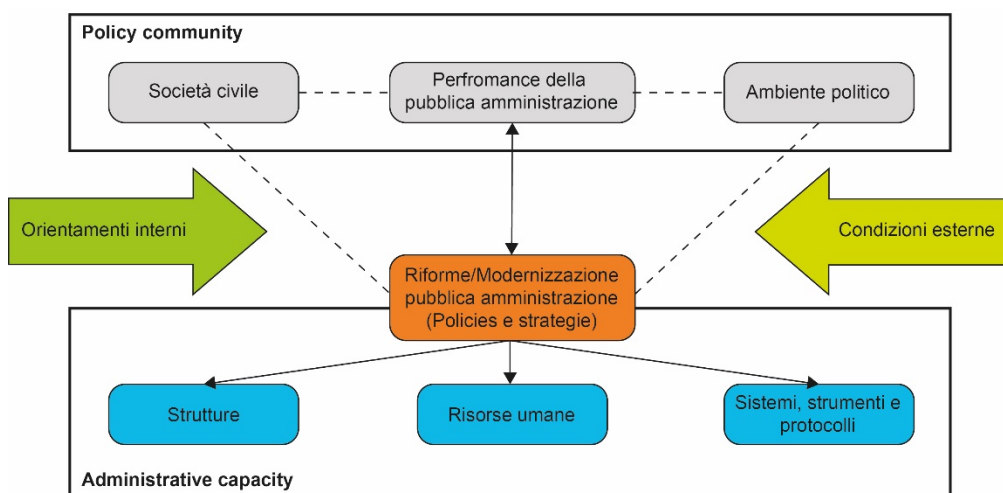 Policy community
Società civile
Perfromance della
pubblica amministrazione
Ambiente politico
Orientamenti interni
Condizioni esterne
Riforme/Modernizzazione
pubblica amministrazione
(Policies e strategie)
Strutture
Risorse umane
Sistemi, strumenti e
protocolli
Administrative capacity